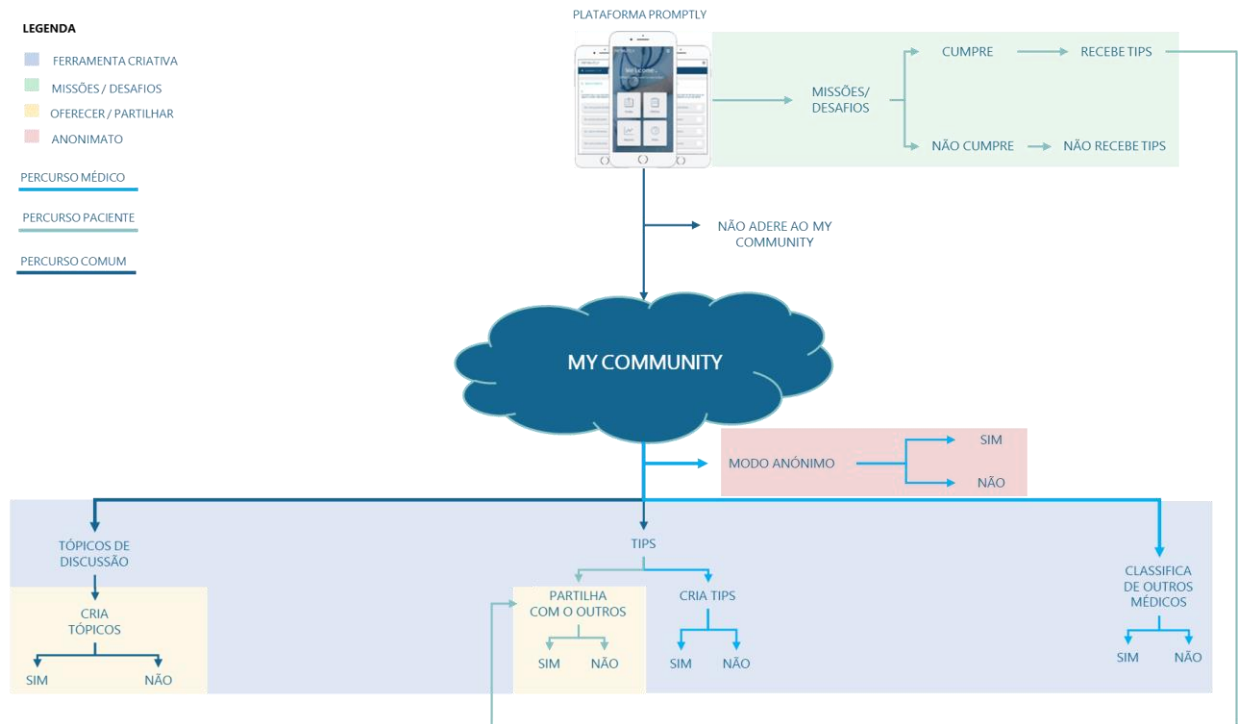 PLATAFORMA PROMPTLY
LEGENDA
FERRAMENTA CRIATIVA
MISSÕES / DESAFIOS
OFERECER / PARTILHAR
ANONIMATO
PERCURSO MÉDICO
PERCURSO PACIENTE
PERCURSO COMUM
MISSÕES/
DESAFIOS
CUMPRE
RECEBE TIPS
NÃO CUMPRE
NÃO RECEBE TIPS
NÃO ADERE AO MY
COMMUNITY
MY COMMUNITY
MODO ANÓNIMO
SIM
NÃO
TÓPICOS DE
DISCUSSÃO
CRIA
TÓPICOS
SIM
NÃO
TIPS
PARTILHA
COM O OUTROS
SIM
NÃO
CRIA TIPS
SIM
NÃO
CLASSIFICA
DE OUTROS
MÉDICOS
SIM
NÃO